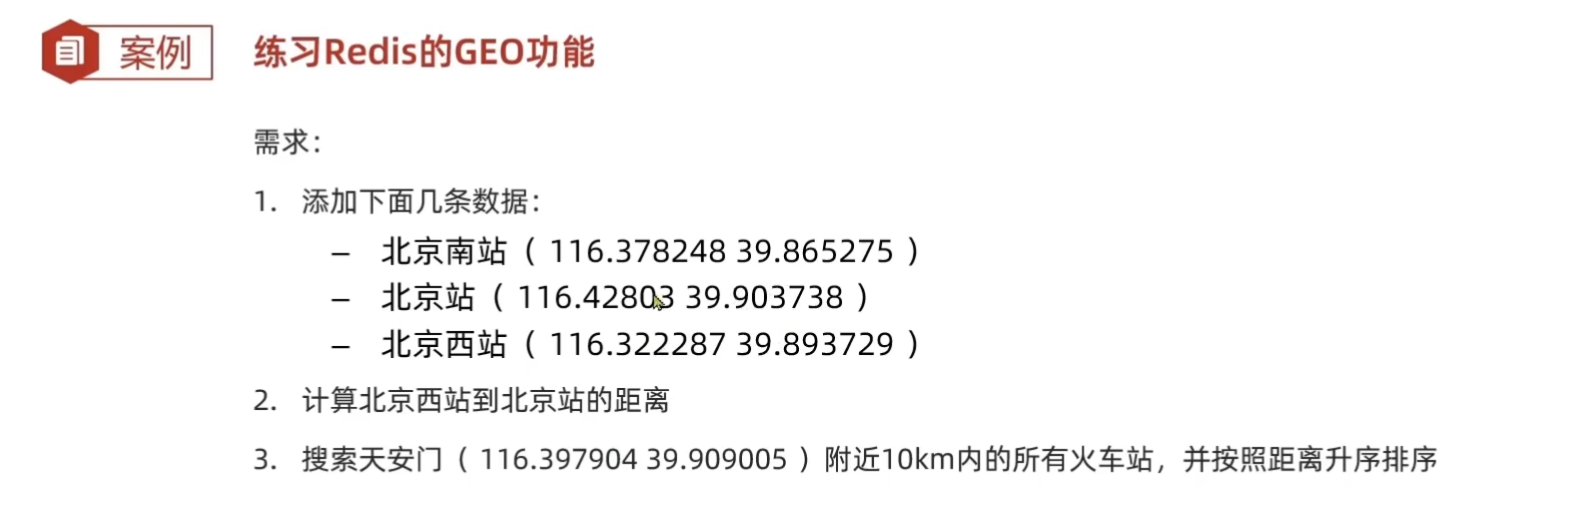 案例
练习Redis的GEO功能
需求：
1. 添加下面几条数据：
– 北京南站（ 116.378248 39.865275 ）
– 北京站（ 116.42803 39.903738 ）
– 北京西站（ 116.322287 39.893729 ）
2. 计算北京西站到北京站的距离
3. 搜索天安门（ 116.397904 39.909005 ）附近10km内的所有火车站，并按照距离升序排序